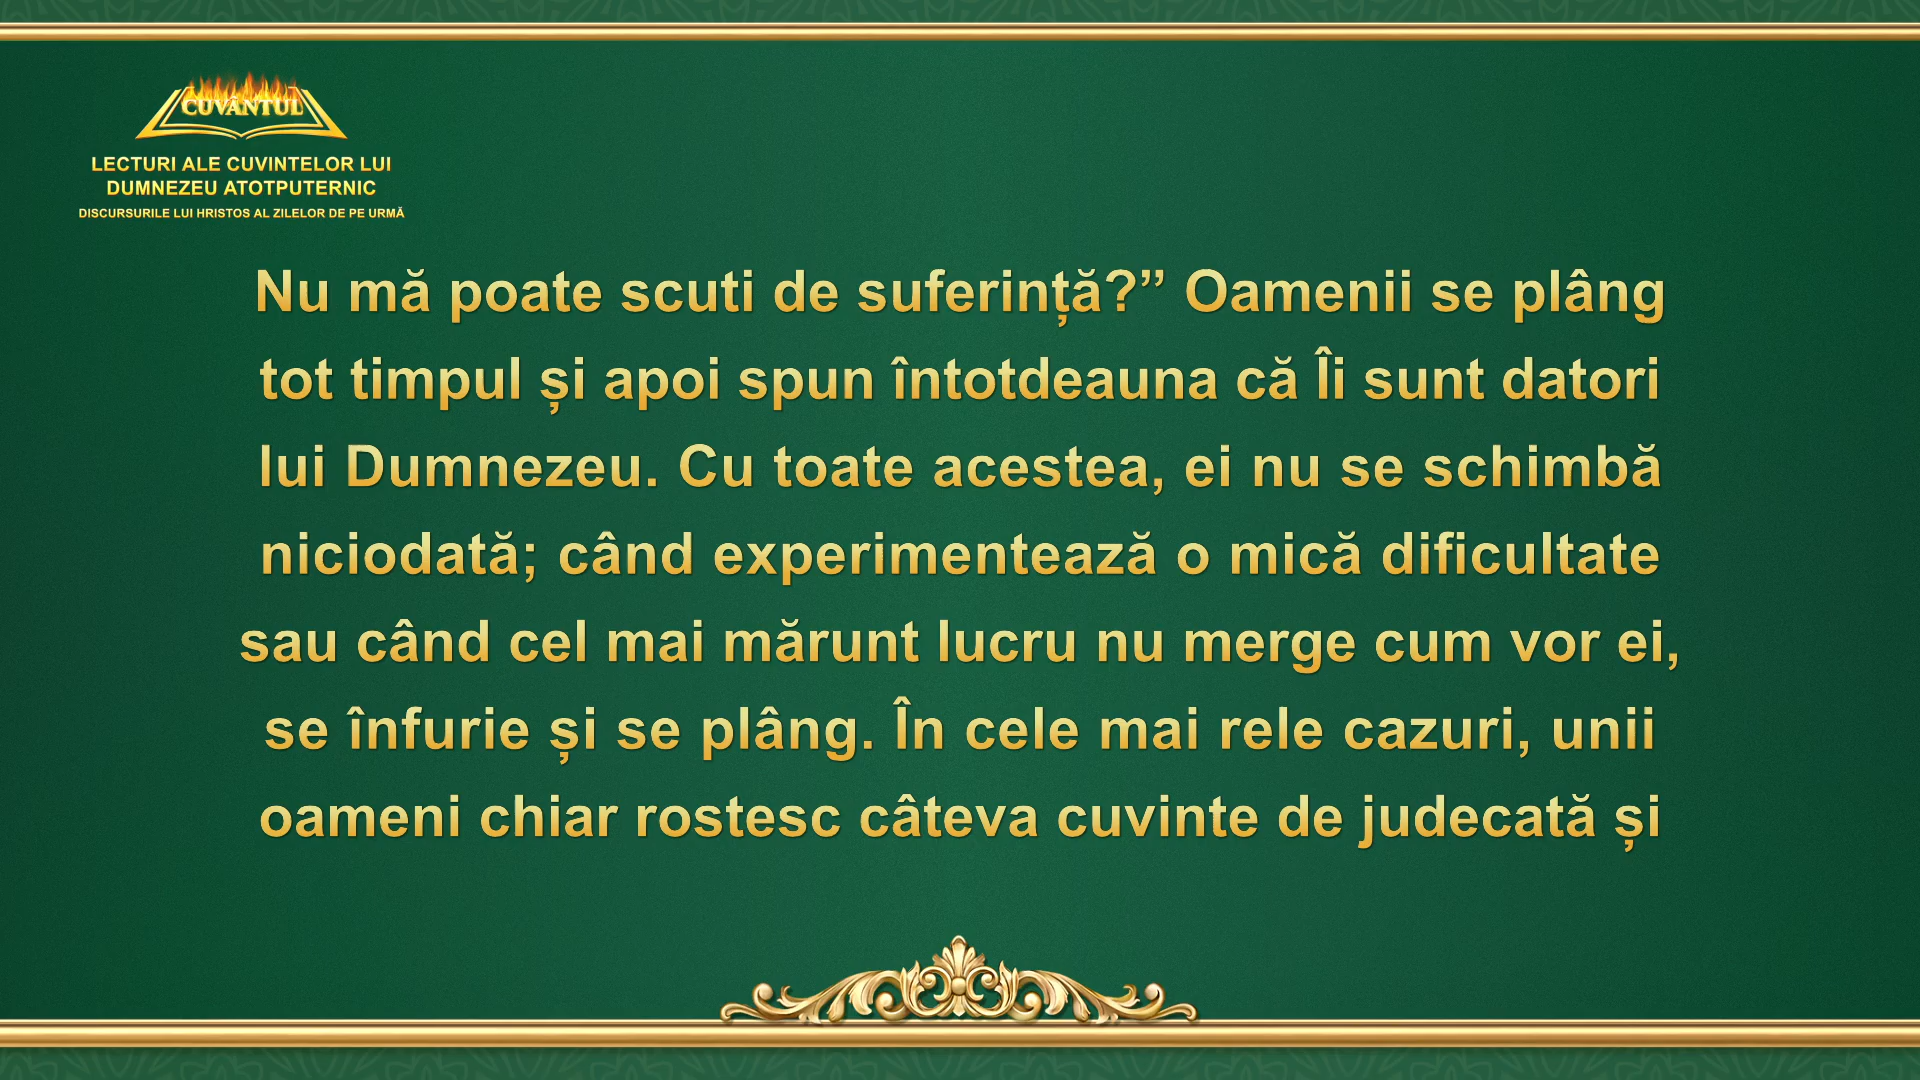 CUVÂNTUL
LECTURI ALE CUVINTELOR LUI
DUMNEZEU ATOTPUTERNIC
DISCURSURILE LUI HRISTOS AL ZILELOR DE PE URMĂ
Nu mă poate scuti de suferință?” Oamenii se plâng
tot timpul și apoi spun întotdeauna că Îi sunt datori
lui Dumnezeu. Cu toate acestea, ei nu se schimbă
niciodată; când experimentează o mică dificultate
sau când cel mai mărunt lucru nu merge cum vor ei,
se înfurie și se plâng. În cele mai rele cazuri, unii
oameni chiar rostesc câteva cuvinte de judecată și